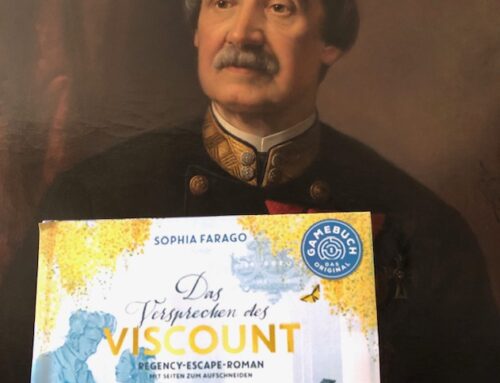 SOPHIA FARAGO
GAMEBUCH
DAS ORIGINAL
Das
Versprechen des
VISCOUNT
REGENCY-ESCAPE-ROMAN
MIT SEITEN ZUM AUFSCHNEIDEN